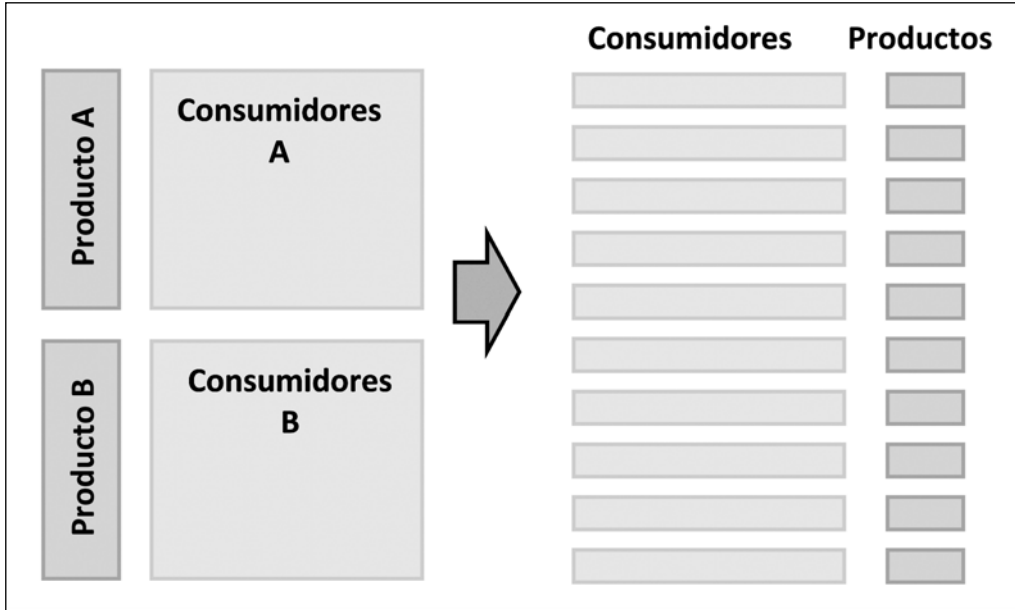 Consumidores Productos
Producto A
Consumidores
A
Producto B
Consumidores
B